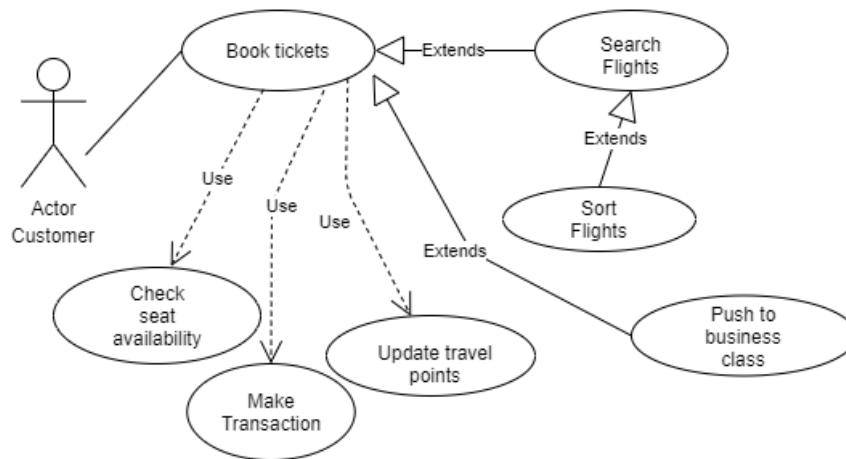 Book tickets
Extends
Search
Flights
Extends
Actor
Customer
Use
Use
Use
Sort
Flights
Extends
Check
seat
availability
Update travel
points
Push to
business
class
Make
Transaction